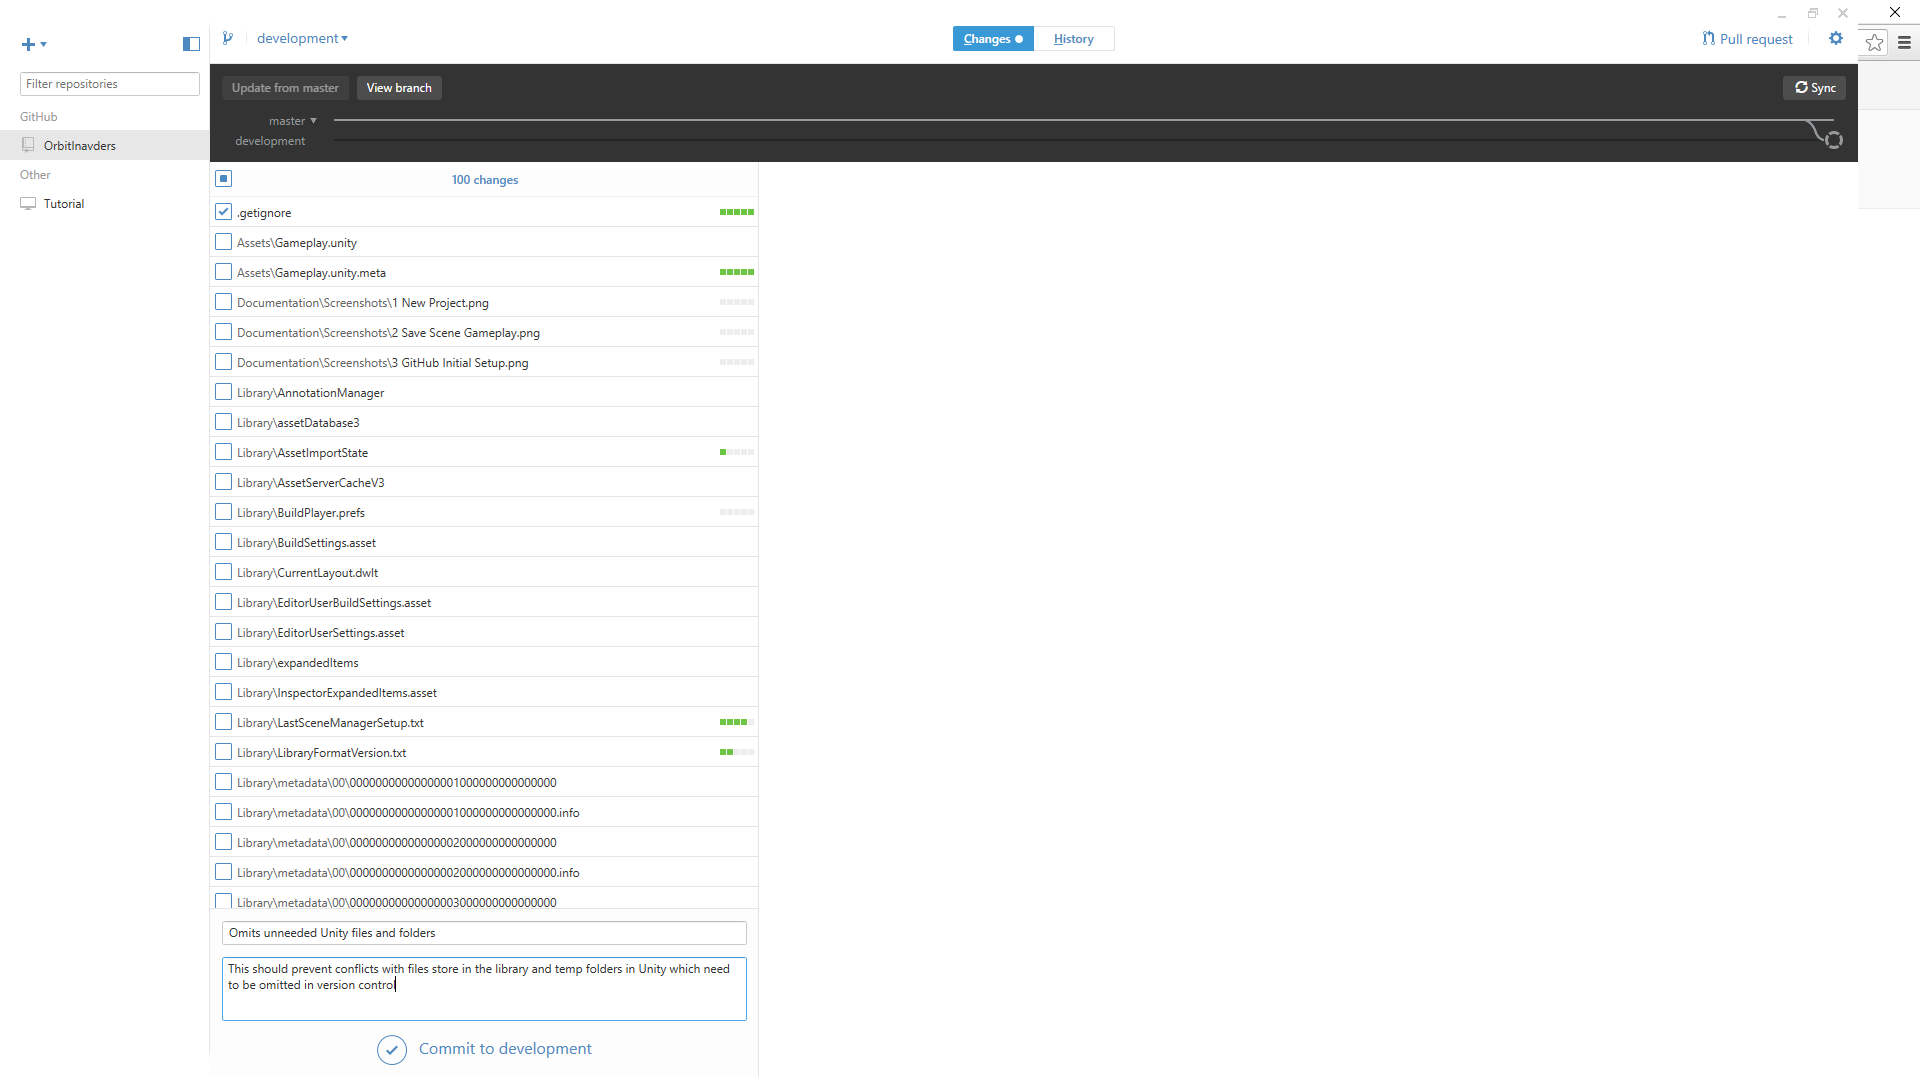 development
Changes
History
Pull request
Filter repositories
GitHub
OrbitInavders
Other
Tutorial
Update from master
View branch
Sync
master
development
100 changes
.getignore
Assets\Gameplay.unity
Assets\Gameplay.unity.meta
Documentation\Screenshots\1 New Project.png
Documentation\Screenshots\2 Save Scene Gameplay.png
Documentation\Screenshots\3 GitHub Initial Setup.png
Library\AnnotationManager
Library\assetDatabase3
Library\AssetImportState
Library\AssetServerCacheV3
Library\BuildPlayer.prefs
Library\BuildSettings.asset
Library\CurrentLayout.dwlt
Library\EditorUserBuildSettings.asset
Library\EditorUserSettings.asset
Library\expandedItems
Library\InspectorExpandedItems.asset
Library\LastSceneManagerSetup.txt
Library\LibraryFormatVersion.txt
Library\metadata\00\00000000000000001000000000000000
Library\metadata\00\00000000000000001000000000000000.info
Library\metadata\00\00000000000000002000000000000000
Library\metadata\00\00000000000000002000000000000000.info
Library\metadata\00\00000000000000003000000000000000
Omits unneeded Unity files and folders
This should prevent conflicts with files store in the library and temp folders in Unity which need
to be omitted in version control
Commit to development